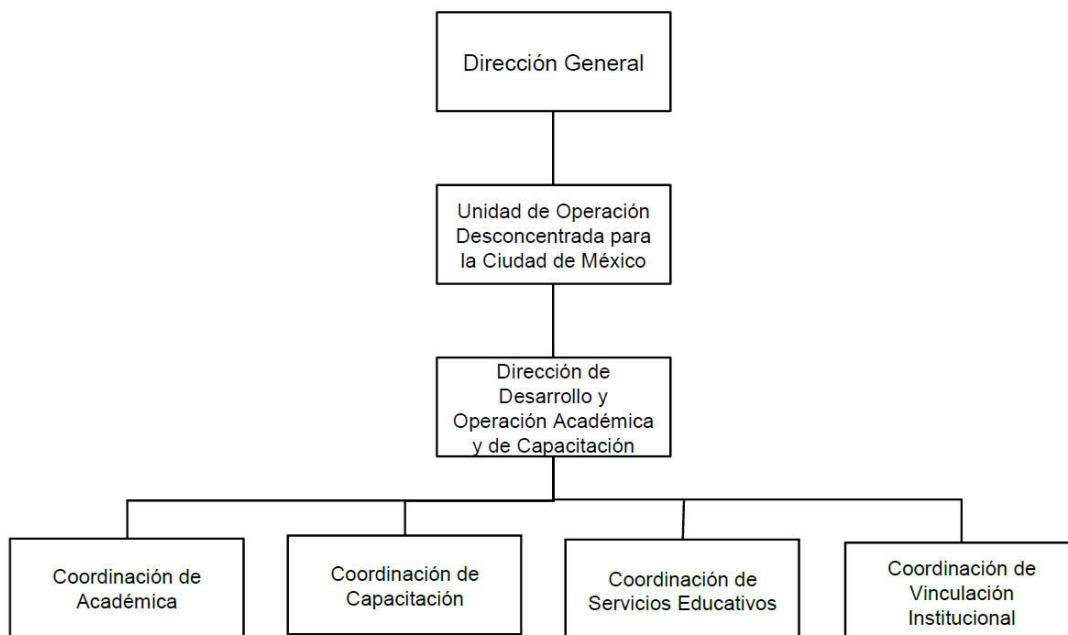 Dirección General
Unidad de Operación
Desconcentrada para
la Ciudad de México
Dirección de
Desarrollo y
Operación Académica
y de Capacitación
Coordinación de
Académica
Coordinación de
Capacitación
Coordinación de
Servicios Educativos
Coordinación de
Vinculación
Institucional